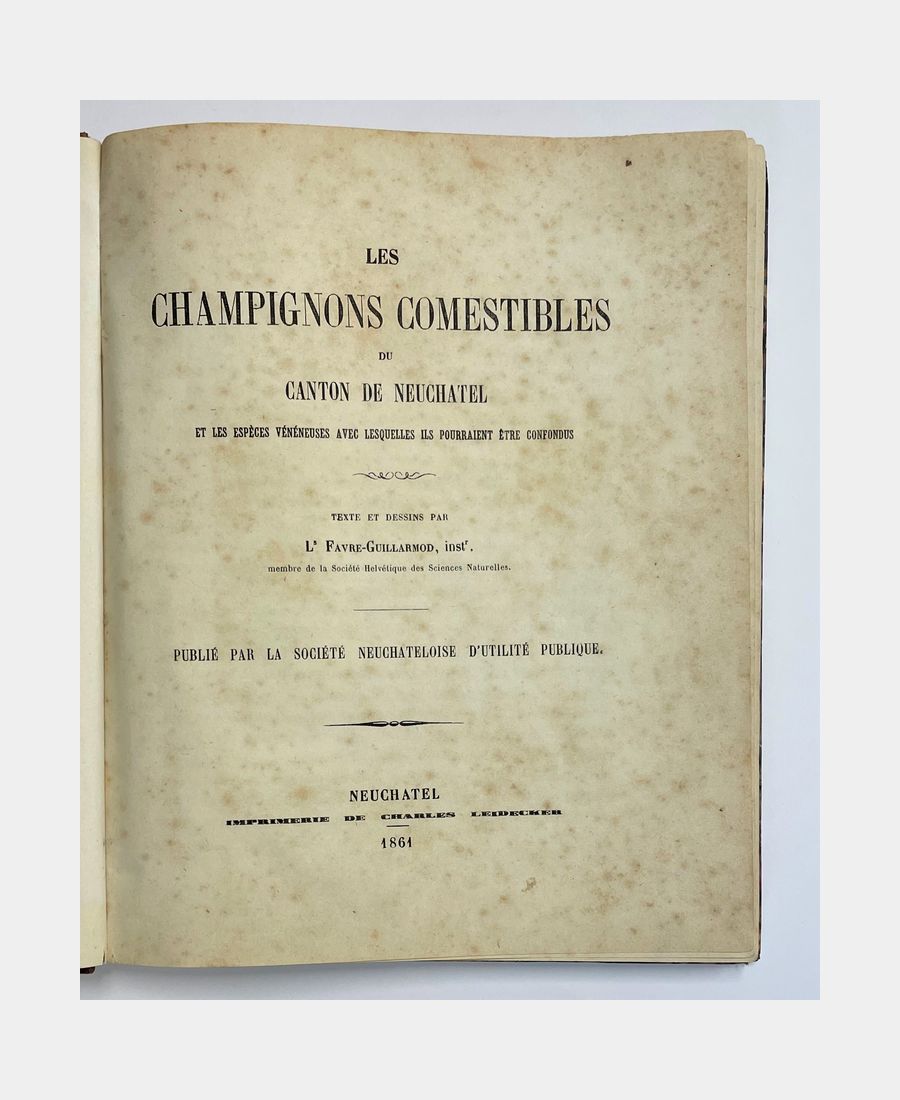 LES
CHAMPIGNONS COMESTIBLES
DU
CANTON DE NEUCHATEL
ET LES ESPÈCES VÉNÉNEUSES AVEC LESQUELLES ILS POURRAIENT ÊTRE CONFONDUS
TEXTE ET DESSINS PAR
Lˢ FAVRE-GUILLARMOD, instʳ.
membre de la Société Helvétique des Sciences Naturelles.
PUBLIÉ PAR LA SOCIÉTÉ NEUCHATELOISE D'UTILITÉ PUBLIQUE.
NEUCHATEL
IMPRIMERIE DE CHARLES LEIDECKER
1861